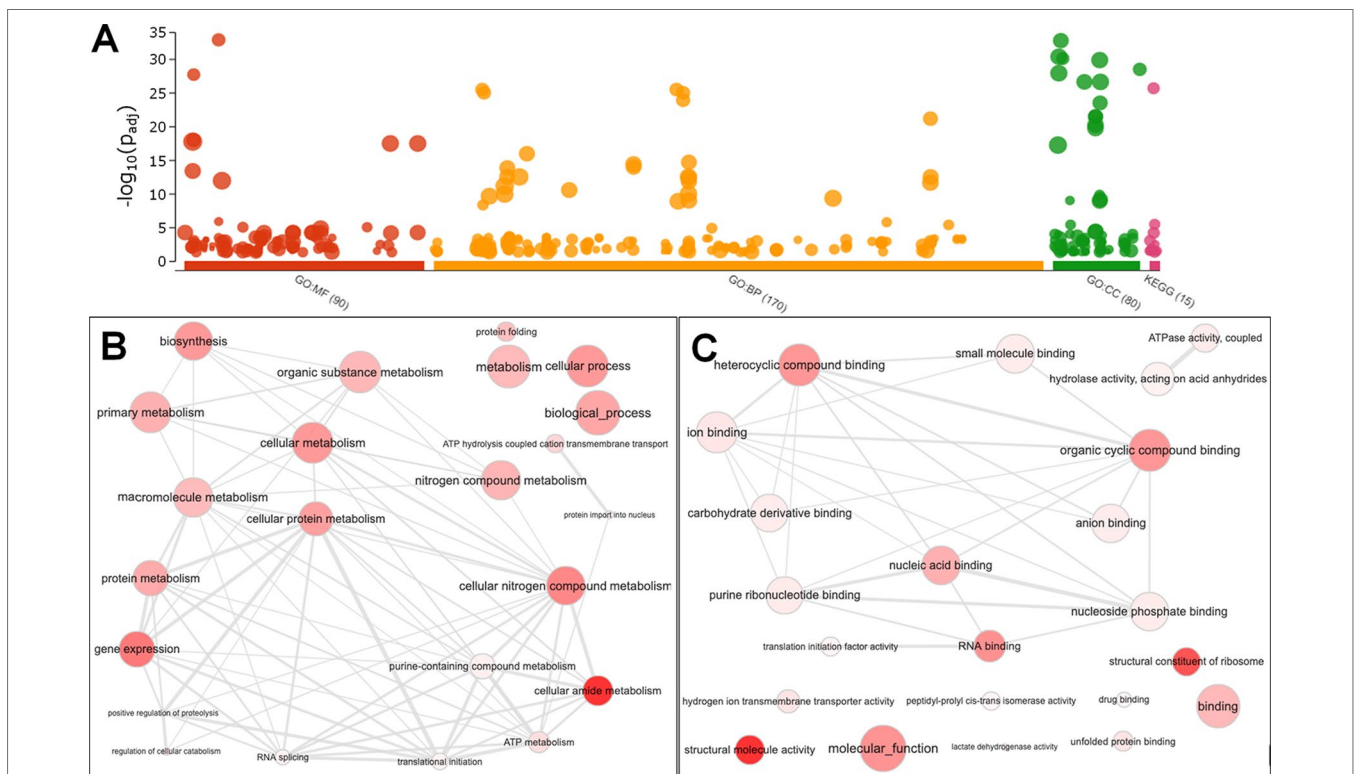 A
35
30
25
20
15
10
5
0
-log10(padj)
GO:MF (90)
GO:BP (170)
GO:CC (80)
KEGG (15)
B
biosynthesis
protein folding
organic substance metabolism
metabolism
cellular process
primary metabolism
biological_process
cellular metabolism
ATP hydrolysis coupled cation transmembrane transport
nitrogen compound metabolism
macromolecule metabolism
cellular protein metabolism
protein import into nucleus
protein metabolism
cellular nitrogen compound metabolism
gene expression
purine-containing compound metabolism
cellular amide metabolism
positive regulation of proteolysis
regulation of cellular catabolism
RNA splicing
translational initiation
ATP metabolism
C
heterocyclic compound binding
small molecule binding
ATPase activity, coupled
hydrolase activity, acting on acid anhydrides
ion binding
organic cyclic compound binding
carbohydrate derivative binding
anion binding
nucleic acid binding
purine ribonucleotide binding
nucleoside phosphate binding
translation initiation factor activity
RNA binding
structural constituent of ribosome
hydrogen ion transmembrane transporter activity
peptidyl-prolyl cis-trans isomerase activity
drug binding
binding
structural molecule activity
molecular_function
lactate dehydrogenase activity
unfolded protein binding